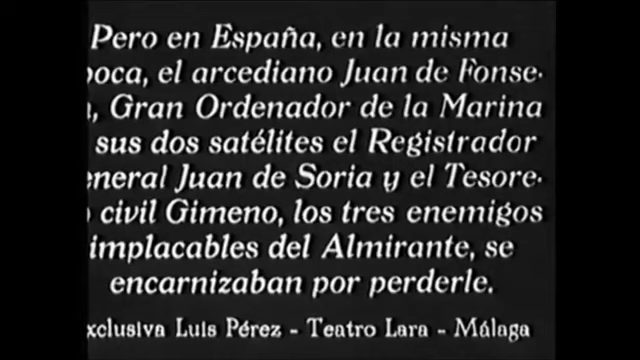 Pero en España, en la misma
poca, el arcediano Juan de Fonse-
, Gran Ordenador de la Marina
sus dos satélites el Registrador
eneral Juan de Soria y el Tesore-
o civil Gimeno, los tres enemigos
implacables del Almirante, se
encarnizaban por perderle.
xclusiva Luis Pérez - Teatro Lara - Málaga